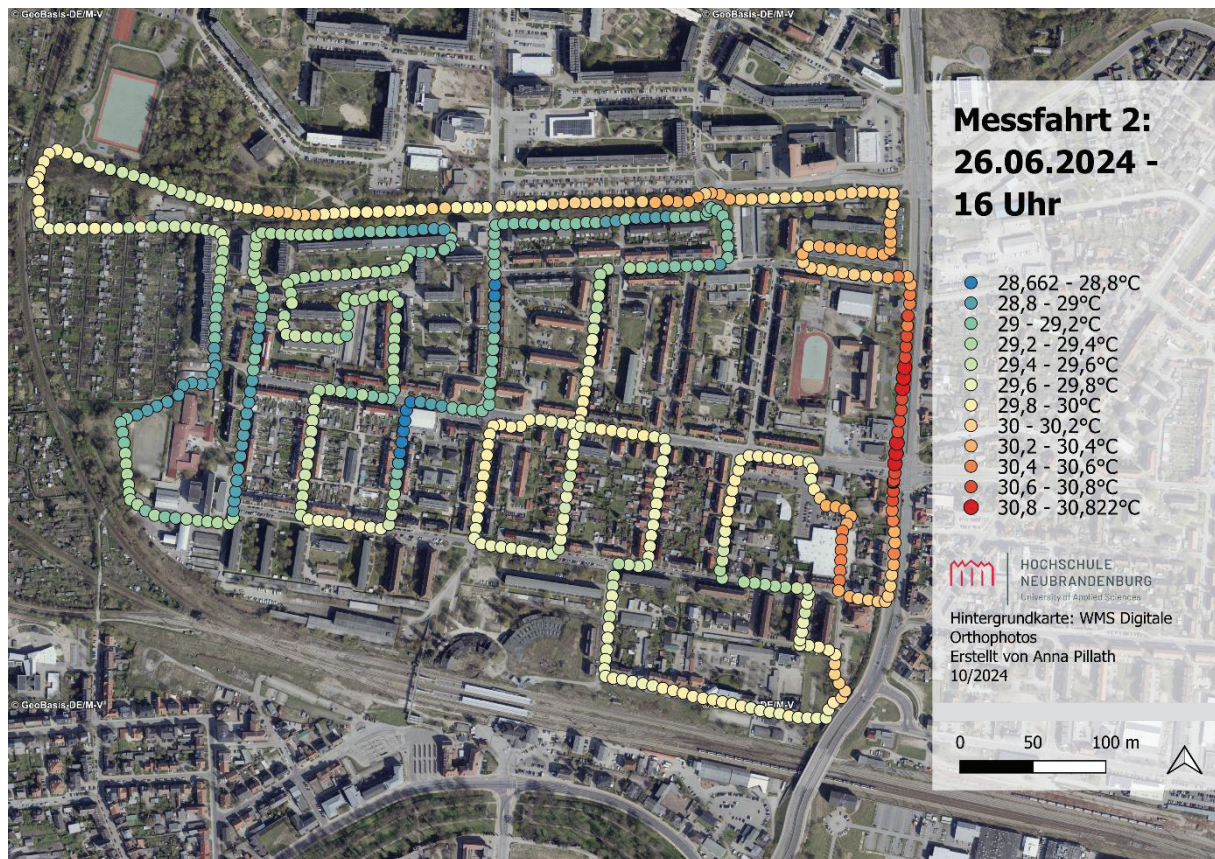 © GeoBasis-DE/M-V
© GeoBasis-DE/M-V
Messfahrt 2:
26.06.2024 -
16 Uhr
28,662 - 28,8°C
28,8 - 29°C
29 - 29,2°C
29,2 - 29,4°C
29,4 - 29,6°C
29,6 - 29,8°C
29,8 - 30°C
30 - 30,2°C
30,2 - 30,4°C
30,4 - 30,6°C
30,6 - 30,8°C
30,8 - 30,822°C
HOCHSCHULE
NEUBRANDENBURG
University of Applied Sciences
Hintergrundkarte: WMS Digitale
Orthophotos
Erstellt von Anna Pillath
10/2024
© GeoBasis-DE/M-V
DE/M-V
0 50 100 m